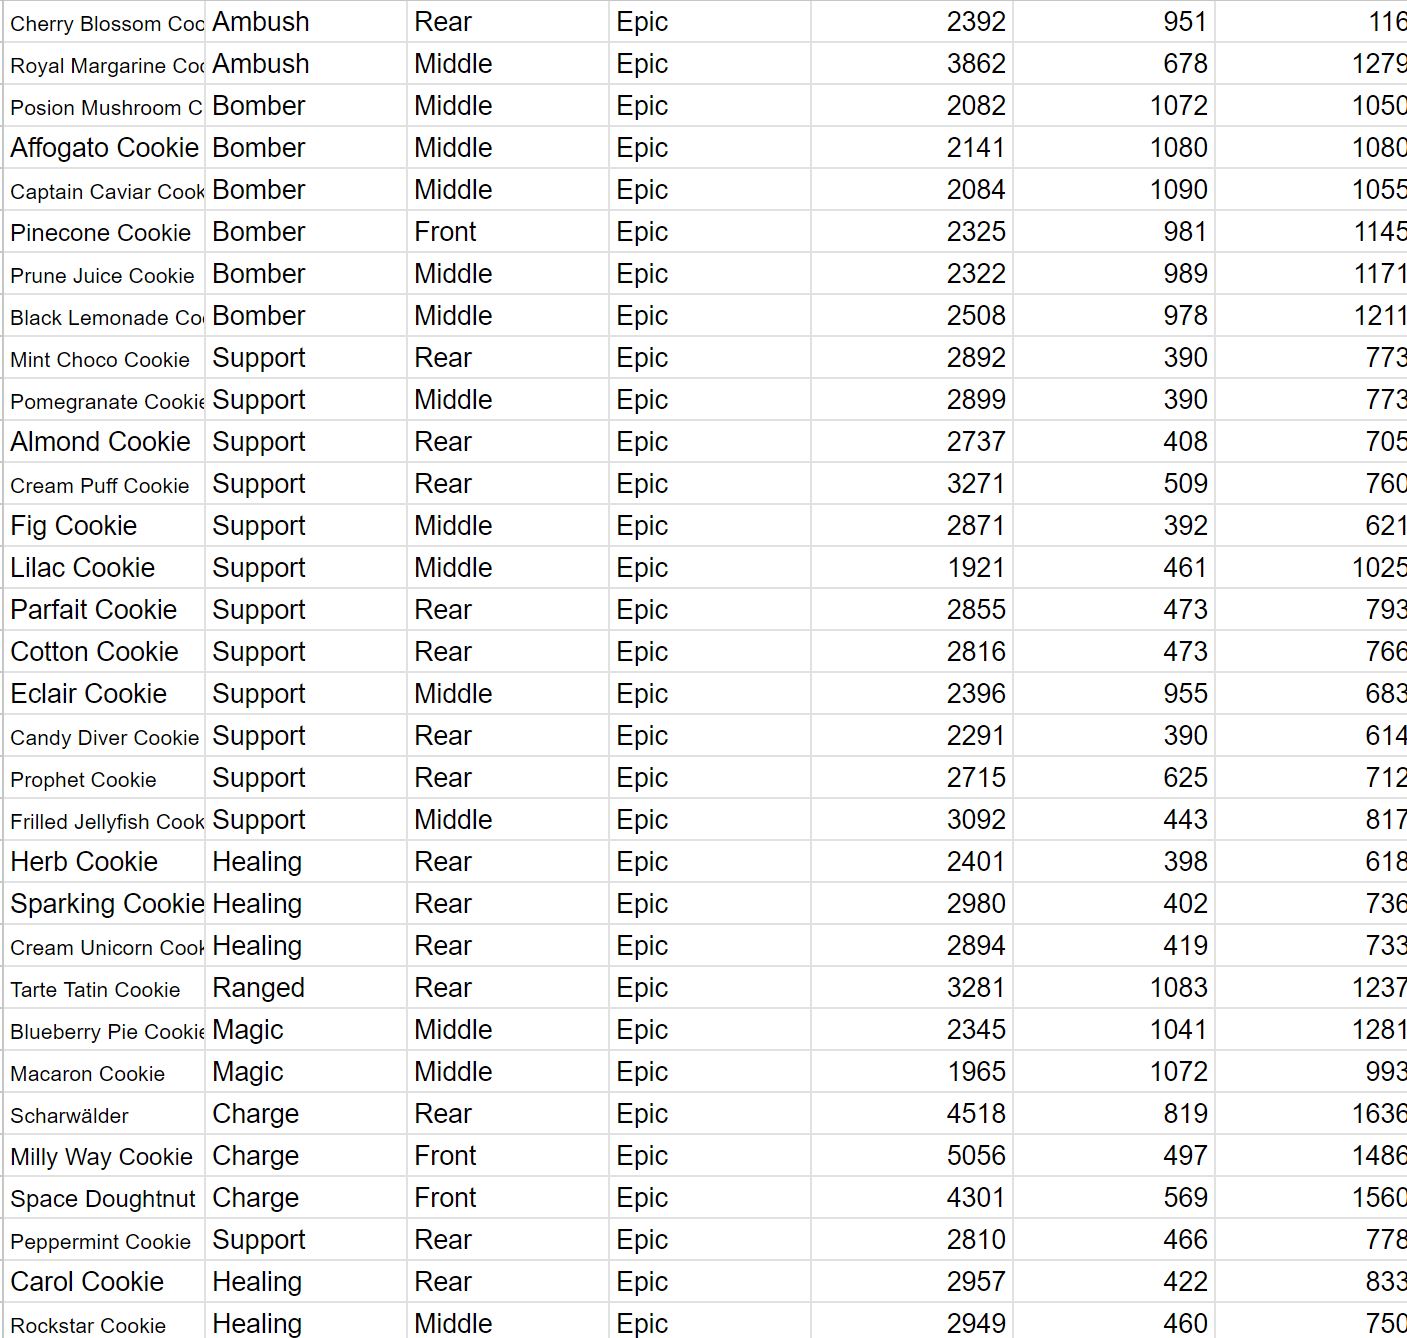 Cherry Blossom Coo Ambush Rear Epic 2392 951 116
Royal Margarine Coo Ambush Middle Epic 3862 678 1279
Posion Mushroom C Bomber Middle Epic 2082 1072 1050
Affogato Cookie Bomber Middle Epic 2141 1080 1080
Captain Caviar Cook Bomber Middle Epic 2084 1090 1055
Pinecone Cookie Bomber Front Epic 2325 981 1145
Prune Juice Cookie Bomber Middle Epic 2322 989 1171
Black Lemonade Coo Bomber Middle Epic 2508 978 1211
Mint Choco Cookie Support Rear Epic 2892 390 773
Pomegranate Cookie Support Middle Epic 2899 390 773
Almond Cookie Support Rear Epic 2737 408 705
Cream Puff Cookie Support Rear Epic 3271 509 760
Fig Cookie Support Middle Epic 2871 392 621
Lilac Cookie Support Middle Epic 1921 461 1025
Parfait Cookie Support Rear Epic 2855 473 793
Cotton Cookie Support Rear Epic 2816 473 766
Eclair Cookie Support Middle Epic 2396 955 683
Candy Diver Cookie Support Rear Epic 2291 390 614
Prophet Cookie Support Rear Epic 2715 625 712
Frilled Jellyfish Cook Support Middle Epic 3092 443 817
Herb Cookie Healing Rear Epic 2401 398 618
Sparking Cookie Healing Rear Epic 2980 402 736
Cream Unicorn Cook Healing Rear Epic 2894 419 733
Tarte Tatin Cookie Ranged Rear Epic 3281 1083 1237
Blueberry Pie Cookie Magic Middle Epic 2345 1041 1281
Macaron Cookie Magic Middle Epic 1965 1072 993
Scharwälder Charge Rear Epic 4518 819 1636
Milly Way Cookie Charge Front Epic 5056 497 1486
Space Doughtnut Charge Front Epic 4301 569 1560
Peppermint Cookie Support Rear Epic 2810 466 778
Carol Cookie Healing Rear Epic 2957 422 833
Rockstar Cookie Healing Middle Epic 2949 460 750